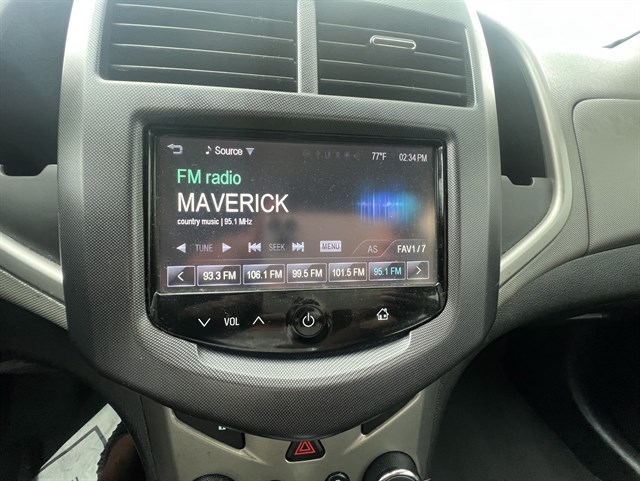 Source 77°F 02:34 PM
FM radio
MAVERICK
country music | 95.1 MHz
TUNE SEEK MENU AS FAV1/7
93.3 FM 106.1 FM 99.5 FM 101.5 FM 95.1 FM
VOL